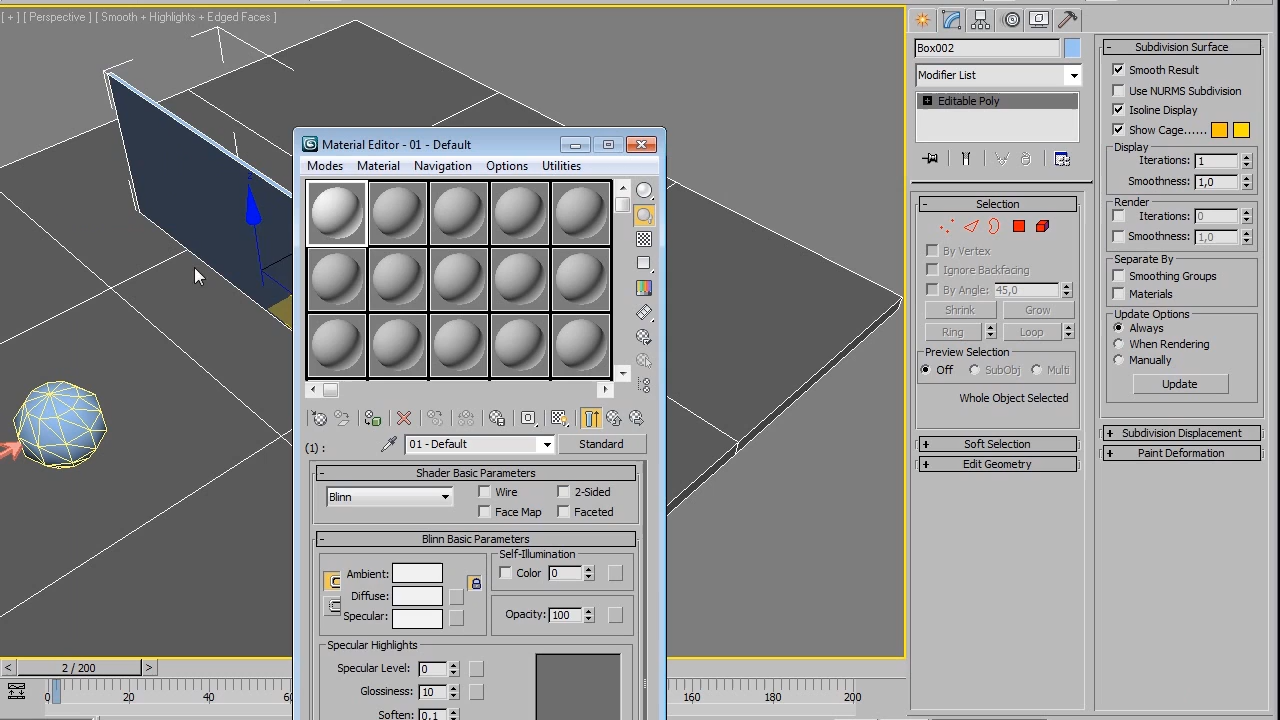 [ + ] [ Perspective ] [ Smooth + Highlights + Edged Faces ]
Material Editor - 01 - Default
Modes Material Navigation Options Utilities
(1) :
01 - Default
Standard
- Shader Basic Parameters
Blinn
Wire
2-Sided
Face Map
Faceted
- Blinn Basic Parameters
Ambient:
Diffuse:
Specular:
Self-Illumination
Color 0
Opacity: 100
Specular Highlights
Specular Level: 0
Glossiness: 10
Soften: 0,1
< 2 / 200 >
0 20 40 160 180 200
Box002
Modifier List
Editable Poly
- Selection
By Vertex
Ignore Backfacing
By Angle: 45,0
Shrink Grow
Ring Loop
Preview Selection
Off SubObj Multi
Whole Object Selected
+ Soft Selection
+ Edit Geometry
- Subdivision Surface
Smooth Result
Use NURMS Subdivision
Isoline Display
Show Cage......
Display
Iterations: 1
Smoothness: 1,0
Render
Iterations: 0
Smoothness: 1,0
Separate By
Smoothing Groups
Materials
Update Options
Always
When Rendering
Manually
Update
+ Subdivision Displacement
+ Paint Deformation